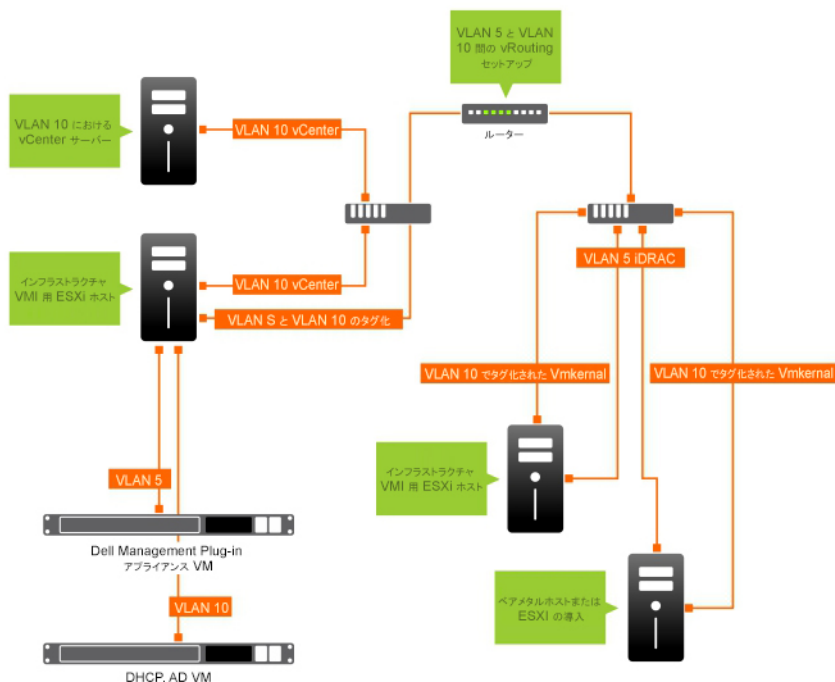 VLAN 5 と VLAN
10 間の vRouting
セットアップ
ルーター
VLAN 10 における
vCenter サーバー
VLAN 10 vCenter
インフラストラクチャ
VMI 用 ESXi ホスト
VLAN 10 vCenter
VLAN S と VLAN 10 のタグ化
VLAN 5 iDRAC
VLAN 10 でタグ化された Vmkernal
VLAN 10 でタグ化された Vmkernal
VLAN 5
インフラストラクチャ
VMI 用 ESXi ホスト
Dell Management Plug-in
アプライアンス VM
VLAN 10
ベアメタルホストまたは
ESXI の導入
DHCP, AD VM